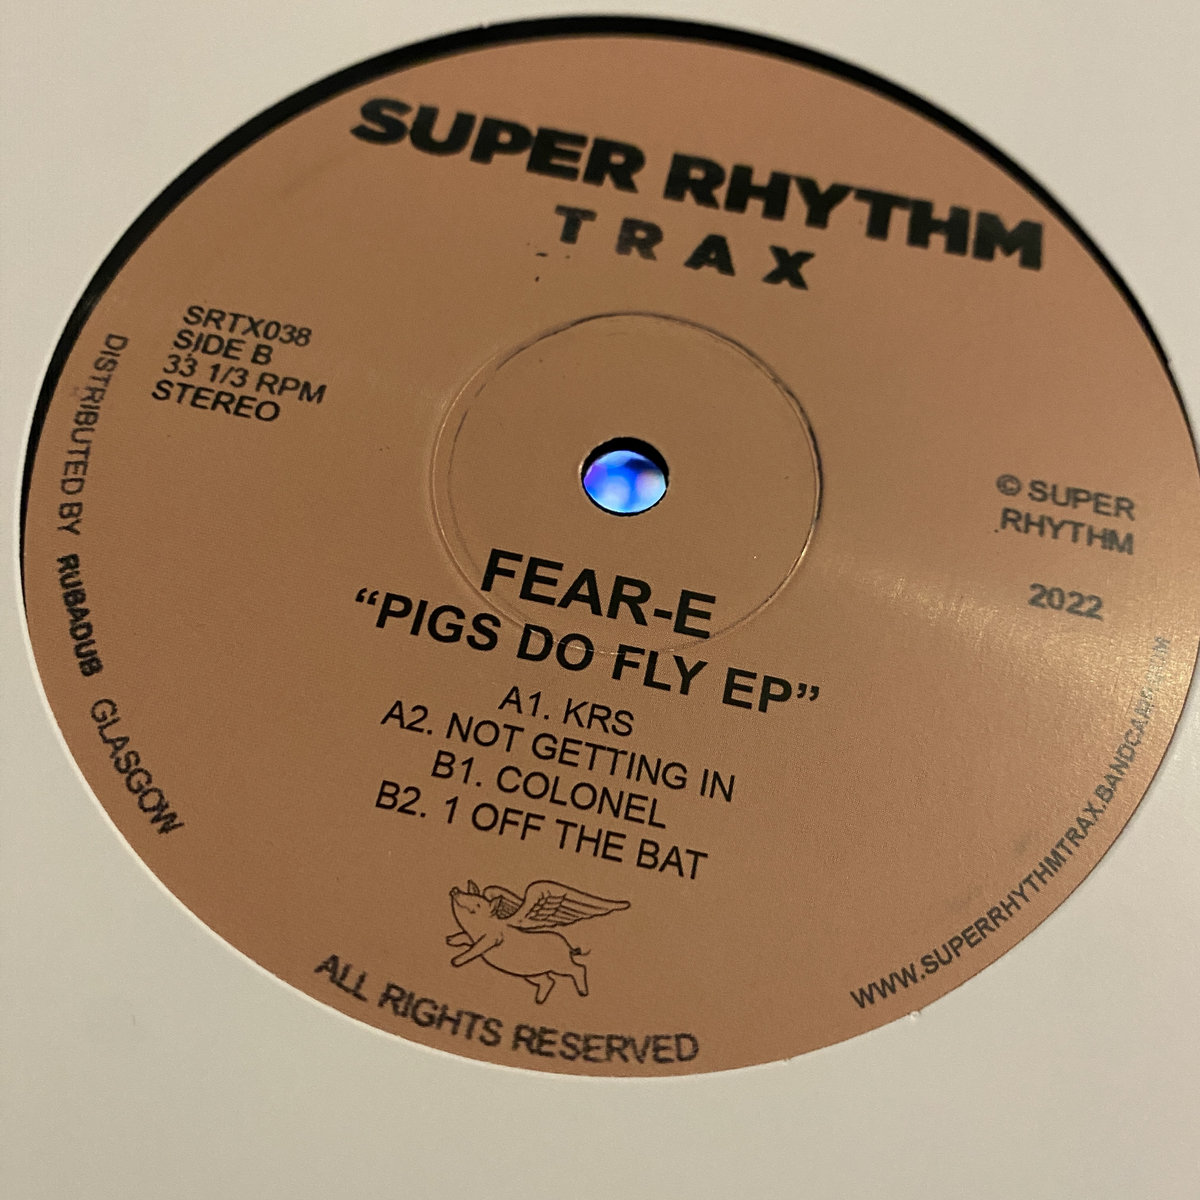 SUPER RHYTHM
TRAX
SRTX038
SIDE B
33 1/3 RPM
STEREO
DISTRIBUTED BY RUBADUB GLASGOW
© SUPER
RHYTHM
2022
FEAR-E
“PIGS DO FLY EP”
A1. KRS
A2. NOT GETTING IN
B1. COLONEL
B2. 1 OFF THE BAT
ALL RIGHTS RESERVED